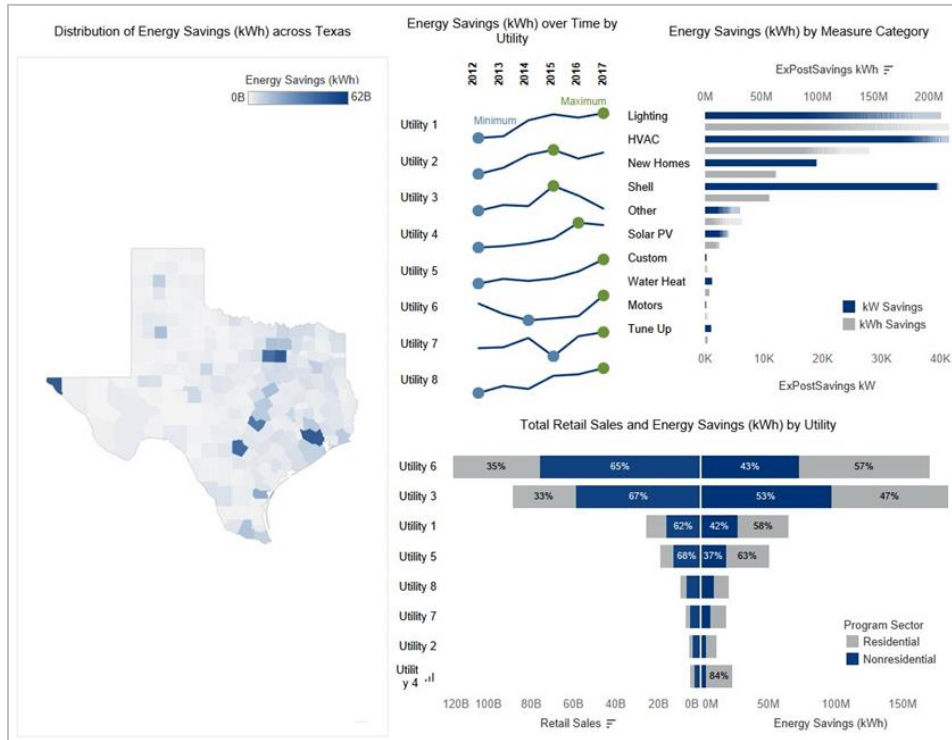 Distribution of Energy Savings (kWh) across Texas
Energy Savings (kWh)
0B
62B
Energy Savings (kWh) over Time by
Utility
2012
2013
2014
2015
2016
2017
Maximum
Minimum
Utility 1
Utility 2
Utility 3
Utility 4
Utility 5
Utility 6
Utility 7
Utility 8
Energy Savings (kWh) by Measure Category
ExPostSavings kWh
0M 50M 100M 150M 200M
Lighting
HVAC
New Homes
Shell
Other
Solar PV
Custom
Water Heat
Motors
Tune Up
kW Savings
kWh Savings
0K 10K 20K 30K 40K
ExPostSavings kW
Total Retail Sales and Energy Savings (kWh) by Utility
Utility 6 35% 65% 43% 57%
Utility 3 33% 67% 53% 47%
Utility 1 62% 42% 58%
Utility 5 68% 37% 63%
Utility 8
Utility 7
Utility 2
Utilit
y 4 84%
Program Sector
Residential
Nonresidential
120B 100B 80B 60B 40B 20B 0B 0M 50M 100M 150M
Retail Sales Energy Savings (kWh)